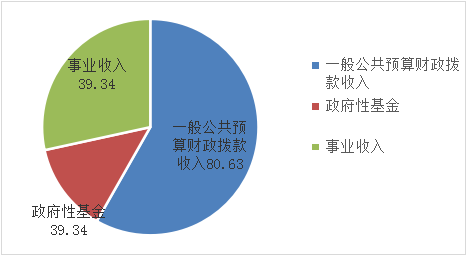 事业收入
39.34
一般公共预
算财政拨款
收入80.63
政府性基金
39.34
一般公共预算财政拨
款收入
政府性基金
事业收入